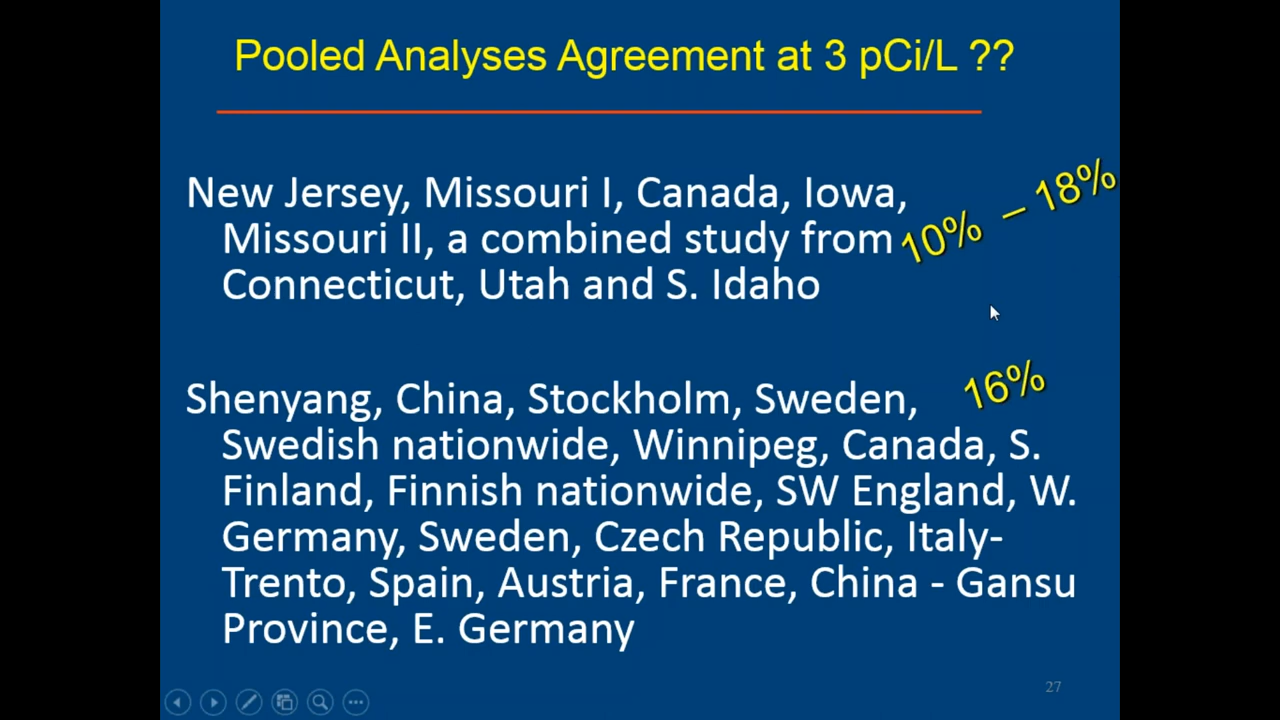 Pooled Analyses Agreement at 3 pCi/L ??
New Jersey, Missouri I, Canada, Iowa,
Missouri II, a combined study from
Connecticut, Utah and S. Idaho
10% – 18%
Shenyang, China, Stockholm, Sweden,
Swedish nationwide, Winnipeg, Canada, S.
Finland, Finnish nationwide, SW England, W.
Germany, Sweden, Czech Republic, Italy-
Trento, Spain, Austria, France, China - Gansu
Province, E. Germany
16%
27